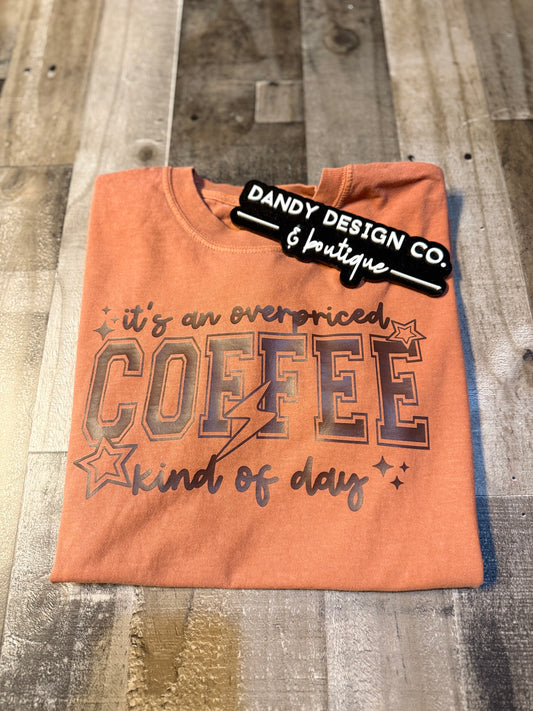 DANDY DESIGN CO.
& boutique
it's an overpriced
COFFEE
kind of day